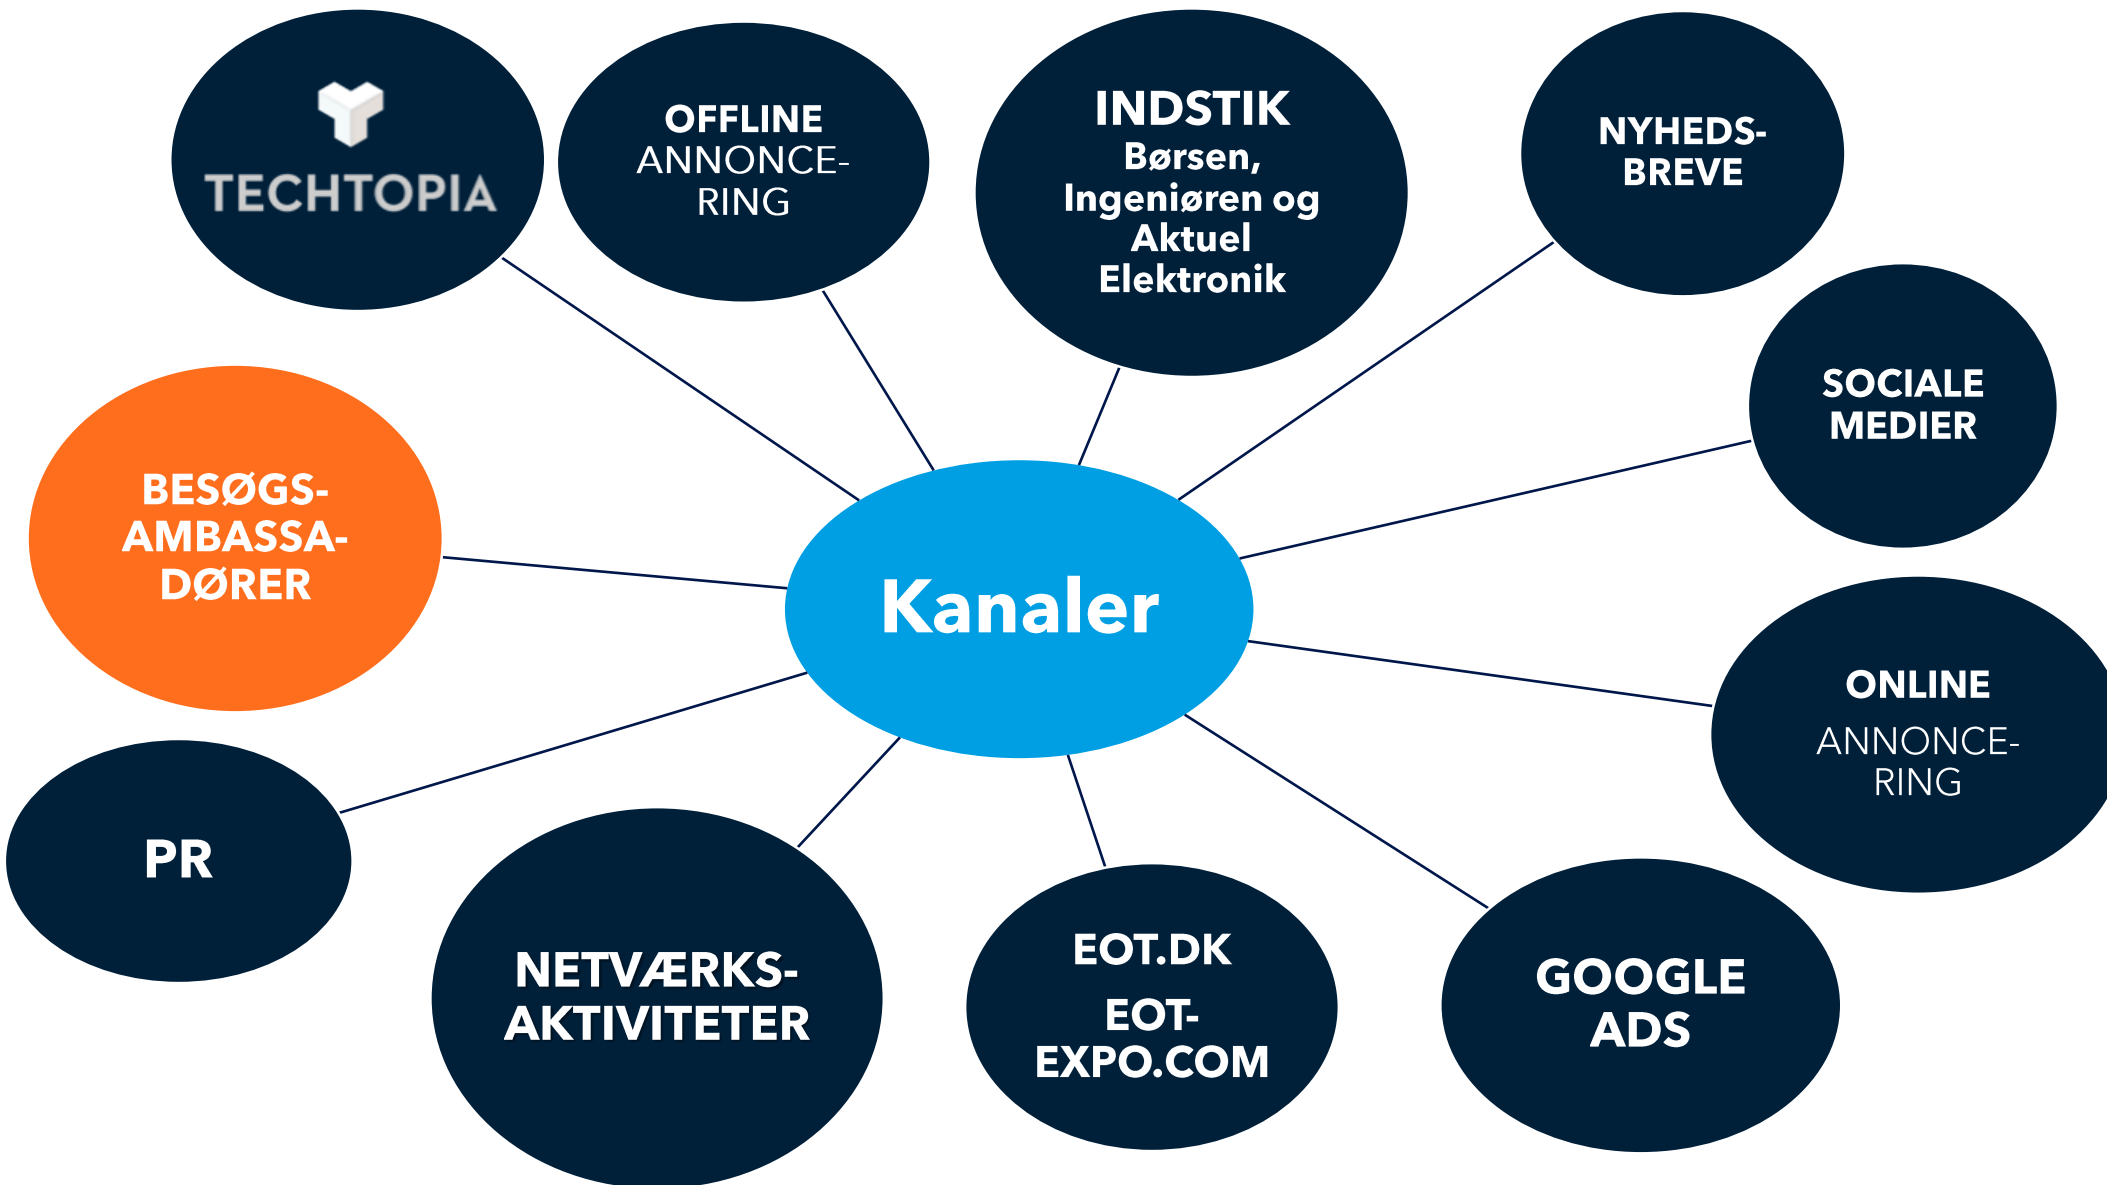 TECHTOPIA
OFFLINE
ANNONCE-
RING
INDSTIK
Børsen,
Ingeniøren og
Aktuel
Elektronik
NYHEDS-
BREVE
SOCIALE
MEDIER
BESØGS-
AMBASSA-
DØRER
Kanaler
ONLINE
ANNONCE-
RING
PR
NETVÆRKS-
AKTIVITETER
EOT.DK
EOT-
EXPO.COM
GOOGLE
ADS